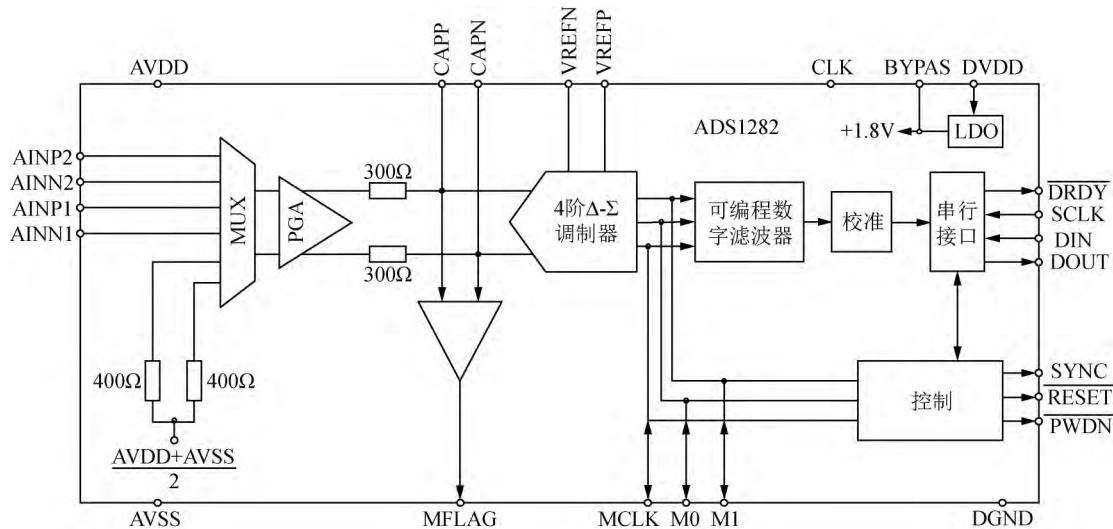 AVDD
CAPP
CAPN
VREFN
VREFP
CLK
BYPAS
DVDD
ADS1282
+1.8V
LDO
AINP2
AINN2
AINP1
AINN1
MUX
PGA
300Ω
300Ω
4阶Δ-Σ
调制器
可编程数
字滤波器
校准
串行
接口
DRDY
SCLK
DIN
DOUT
400Ω
400Ω
AVDD+AVSS
2
控制
SYNC
RESET
PWDN
AVSS
MFLAG
MCLK
M0
M1
DGND